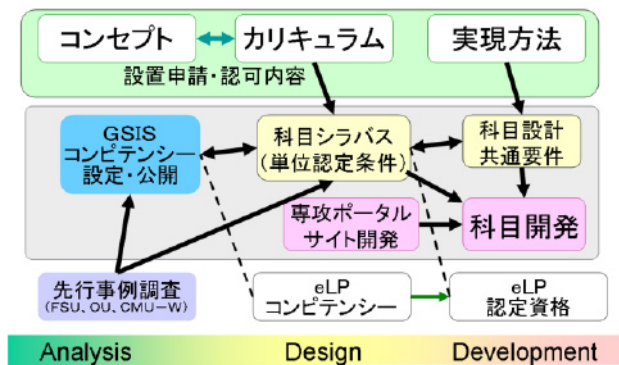 コンセプト
カリキュラム
実現方法
設置申請・認可内容
GSIS
コンピテンシー
設定・公開
科目シラバス
(単位認定条件)
科目設計
共通要件
専攻ポータル
サイト開発
科目開発
先行事例調査
(FSU、OU、CMU−W)
eLP
コンピテンシー
eLP
認定資格
Analysis
Design
Development